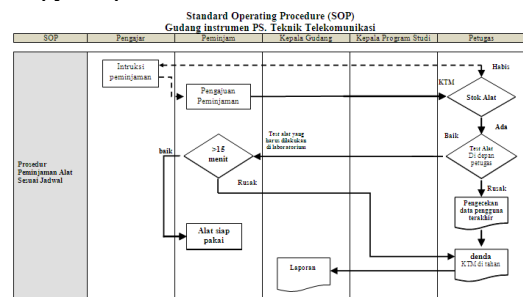 Standard Operating Procedure (SOP)
Gudang instrumen PS. Teknik Telekomunikasi
SOP
Pengajar
Peminjam
Kepala Gudang
Kepala Program Studi
Petugas
Intruksi
peminjaman
Habis
Pengajuan
Peminjaman
KTM
Stok Alat
Ada
Test alat yang
harus dilakukan
di laboratorium
Baik
Test Alat
Di depan
petugas
baik
>15
menit
Rusak
Rusak
Prosedur
Peminjaman Alat
Sesuai Jadwal
Pengecekan
data pengguna
terakhir
Alat siap
pakai
Laporan
denda
KTM di tahan